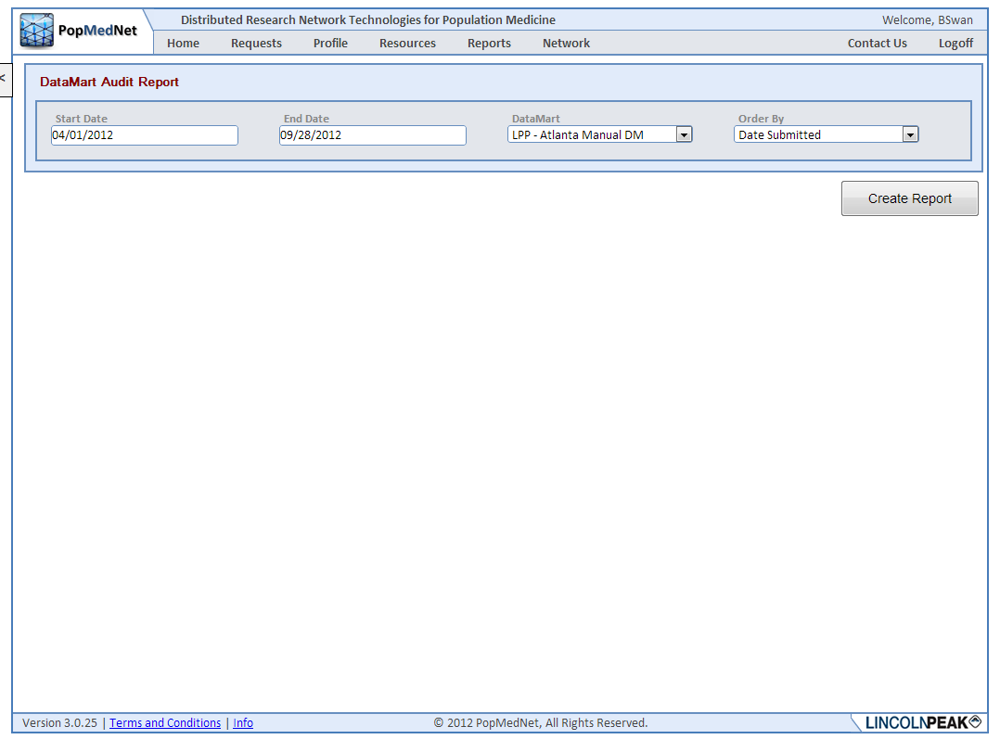 PopMedNet
Distributed Research Network Technologies for Population Medicine
Welcome, BSwan
Home Requests Profile Resources Reports Network Contact Us Logoff
<
DataMart Audit Report
Start Date End Date DataMart Order By
04/01/2012 09/28/2012 LPP - Atlanta Manual DM Date Submitted
Create Report
Version 3.0.25 | Terms and Conditions | Info © 2012 PopMedNet, All Rights Reserved. LINCOLNPEAK